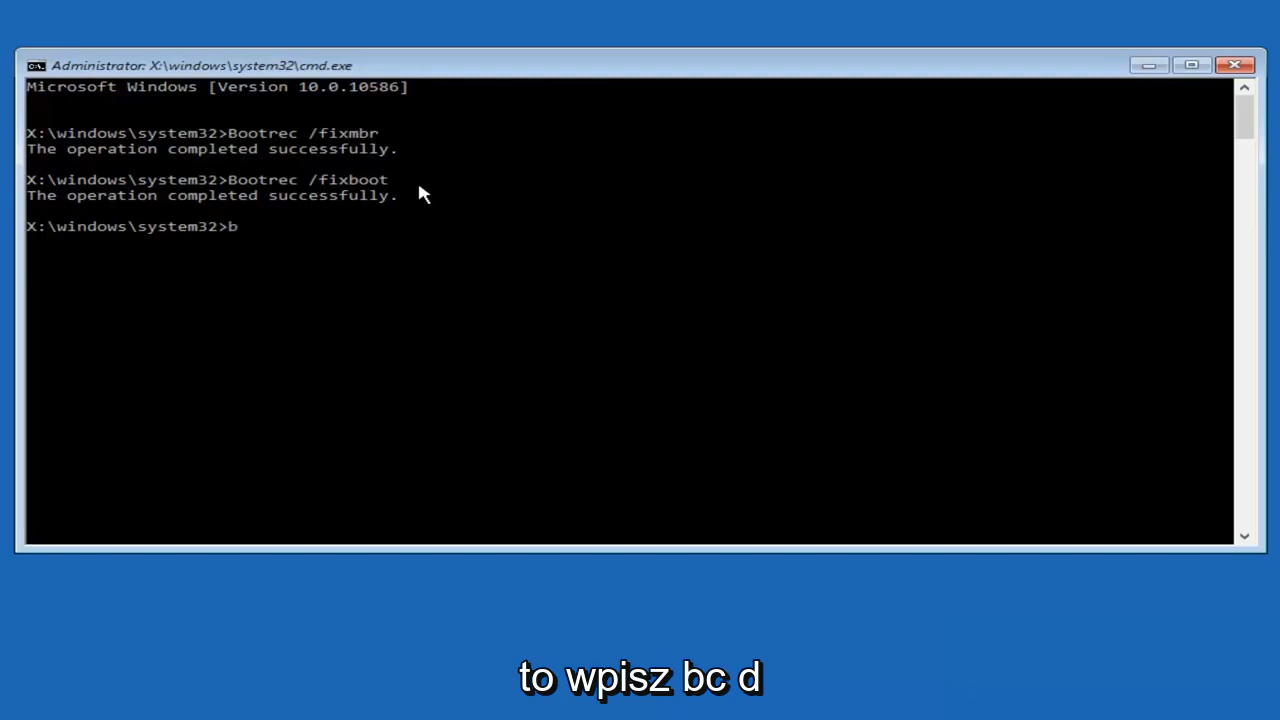 Administrator: X:\windows\system32\cmd.exe
Microsoft Windows [Version 10.0.10586]
X:\windows\system32>Bootrec /fixmbr
The operation completed successfully.
X:\windows\system32>Bootrec /fixboot
The operation completed successfully.
X:\windows\system32>b
to wpisz bc d